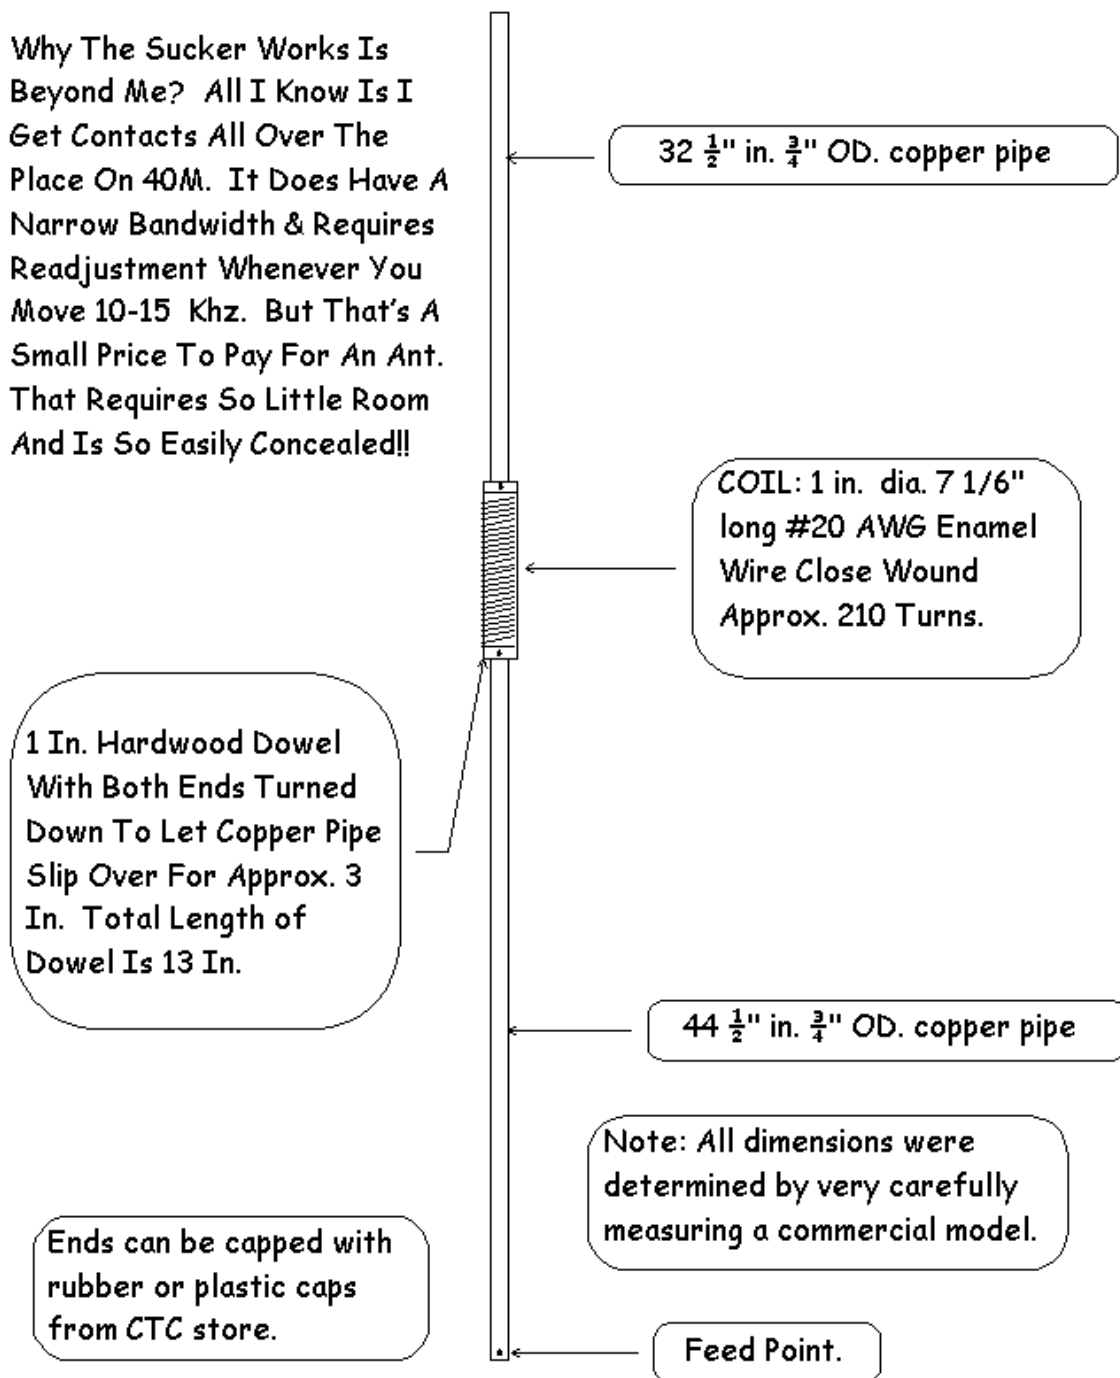 Why The Sucker Works Is
Beyond Me? All I Know Is I
Get Contacts All Over The
Place On 40M. It Does Have A
Narrow Bandwidth & Requires
Readjustment Whenever You
Move 10-15 Khz. But That's A
Small Price To Pay For An Ant.
That Requires So Little Room
And Is So Easily Concealed!!
32 ½" in. ¾" OD. copper pipe
COIL: 1 in. dia. 7 1/6"
long #20 AWG Enamel
Wire Close Wound
Approx. 210 Turns.
1 In. Hardwood Dowel
With Both Ends Turned
Down To Let Copper Pipe
Slip Over For Approx. 3
In. Total Length of
Dowel Is 13 In.
44 ½" in. ¾" OD. copper pipe
Note: All dimensions were
determined by very carefully
measuring a commercial model.
Ends can be capped with
rubber or plastic caps
from CTC store.
Feed Point.